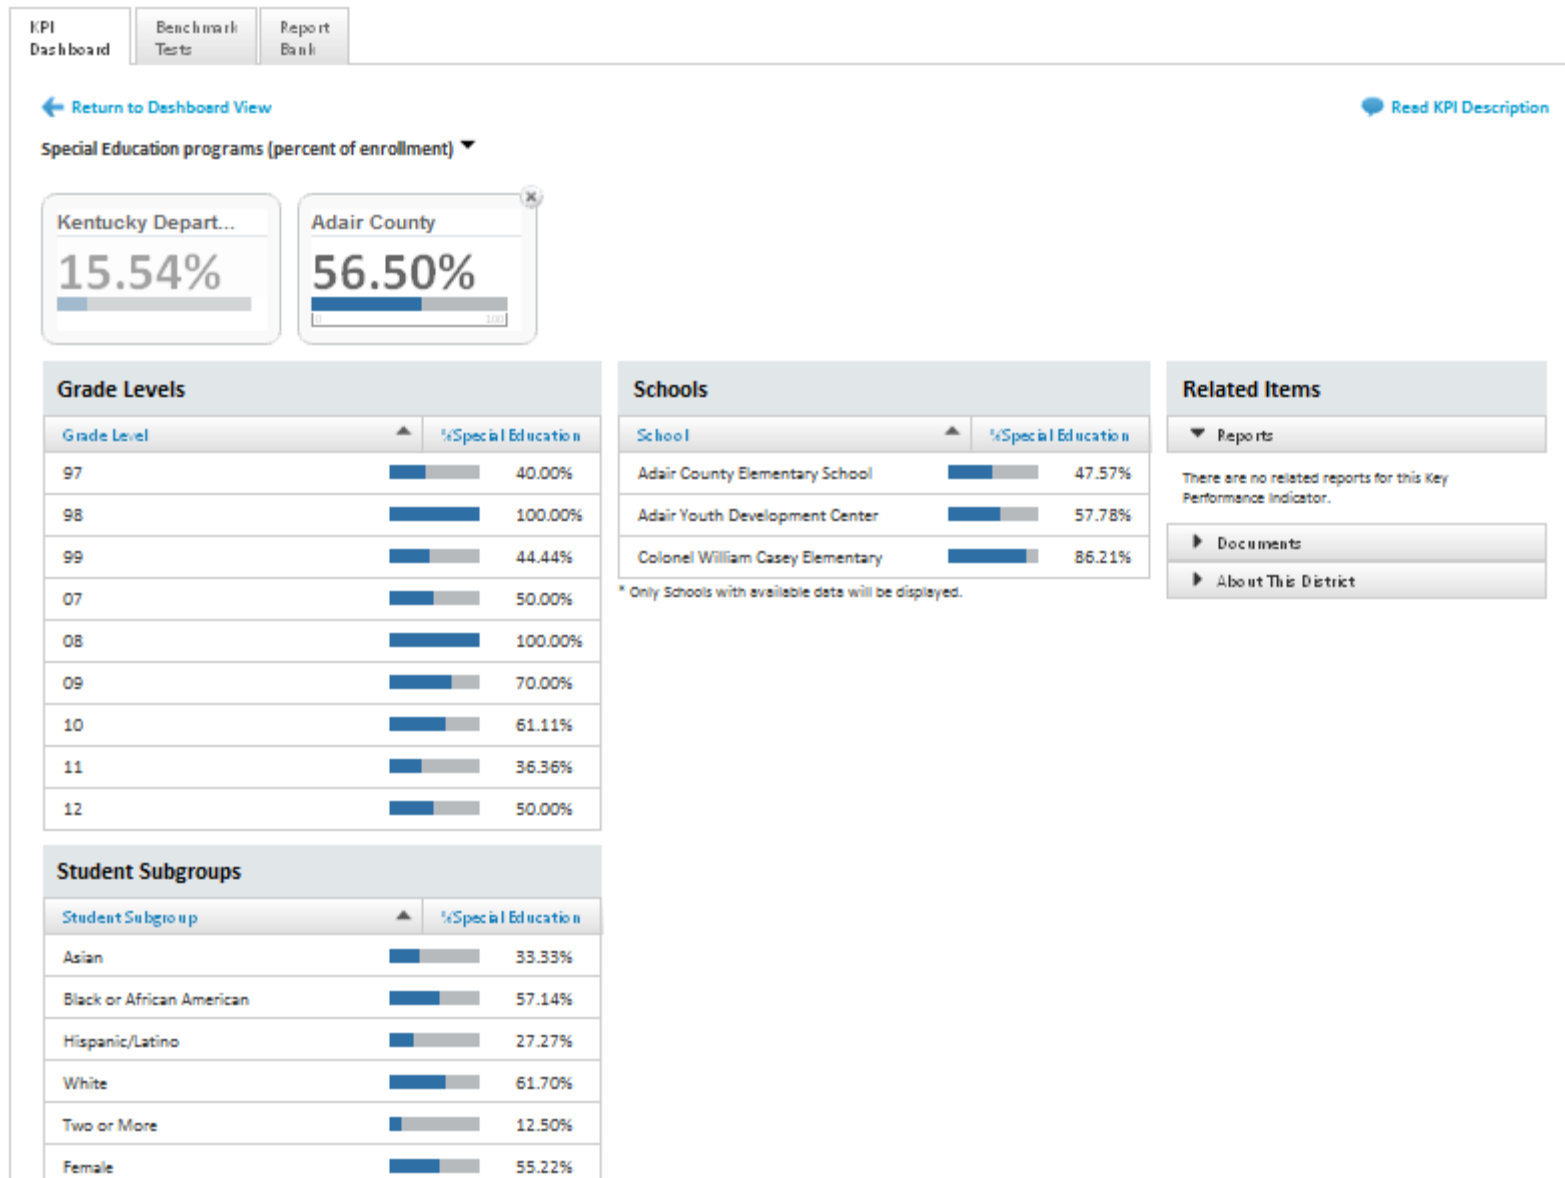 KPI
Dashboard
Benchmark
Tests
Report
Bank
Return to Dashboard View
Read KPI Description
Special Education programs (percent of enrollment)
Kentucky Depart...
15.54%
Adair County
56.50%
0 100
Grade Levels
Grade Level %Special Education
97 40.00%
98 100.00%
99 44.44%
07 50.00%
08 100.00%
09 70.00%
10 61.11%
11 36.36%
12 50.00%
Student Subgroups
Student Subgroup %Special Education
Asian 33.33%
Black or African American 57.14%
Hispanic/Latino 27.27%
White 61.70%
Two or More 12.50%
Female 55.22%
Schools
School %Special Education
Adair County Elementary School 47.57%
Adair Youth Development Center 57.78%
Colonel William Casey Elementary 86.21%
* Only Schools with available data will be displayed.
Related Items
Reports
There are no related reports for this Key
Performance Indicator.
Documents
About This District